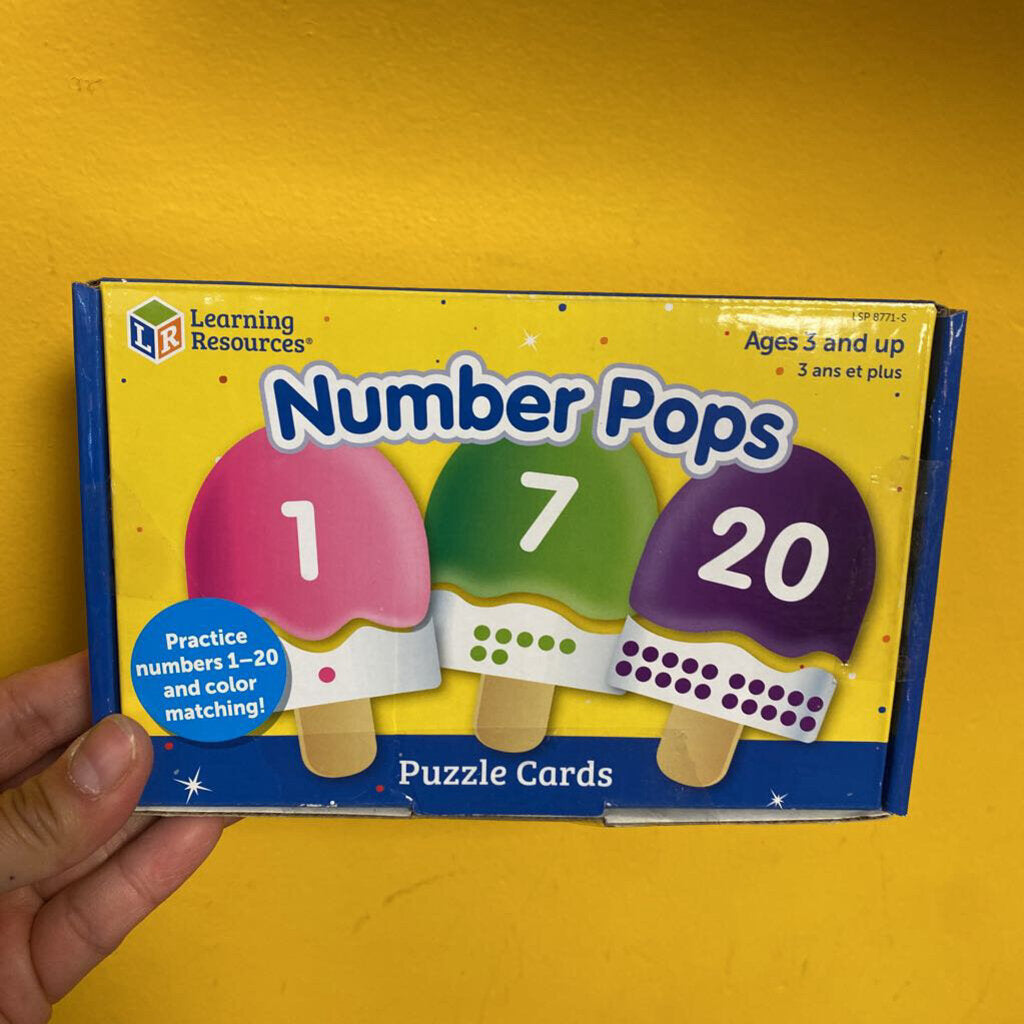 LR
Learning
Resources®
LSP 8771-S
Ages 3 and up
3 ans et plus
Number Pops
1
7
20
Practice
numbers 1–20
and color
matching!
Puzzle Cards